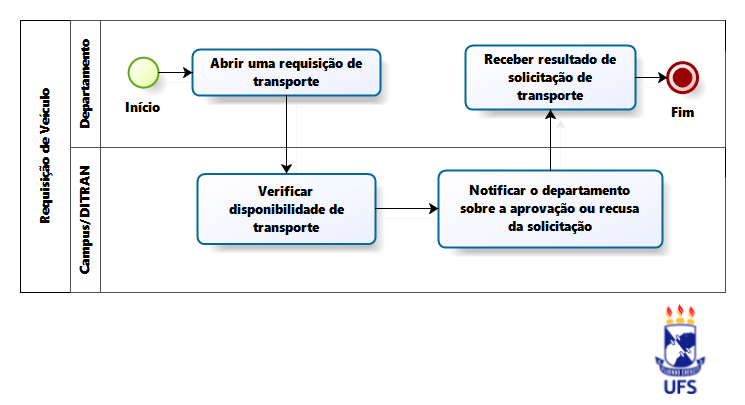 Requisição de Veículo
Departamento
Início
Abrir uma requisição de
transporte
Receber resultado de
solicitação de
transporte
Fim
Campus/DITRAN
Verificar
disponibilidade de
transporte
Notificar o departamento
sobre a aprovação ou recusa
da solicitação
UFS